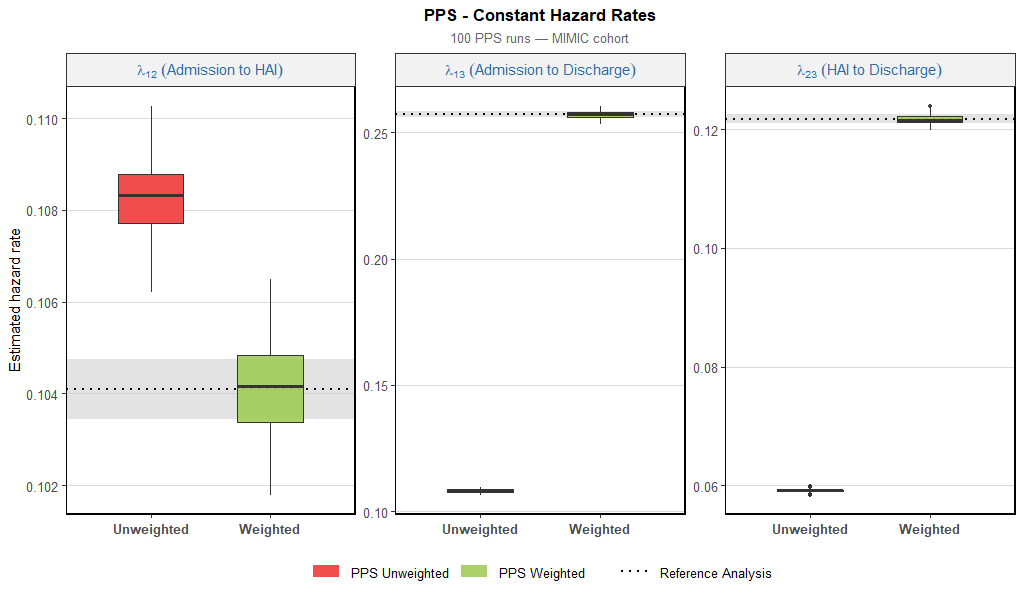 PPS - Constant Hazard Rates
100 PPS runs — MIMIC cohort
λ₁₂ (Admission to HAI)
λ₁₃ (Admission to Discharge)
λ₂₃ (HAI to Discharge)
Estimated hazard rate
0.110
0.108
0.106
0.104
0.102
0.25
0.20
0.15
0.10
0.12
0.10
0.08
0.06
Unweighted
Weighted
Unweighted
Weighted
Unweighted
Weighted
PPS Unweighted
PPS Weighted
Reference Analysis